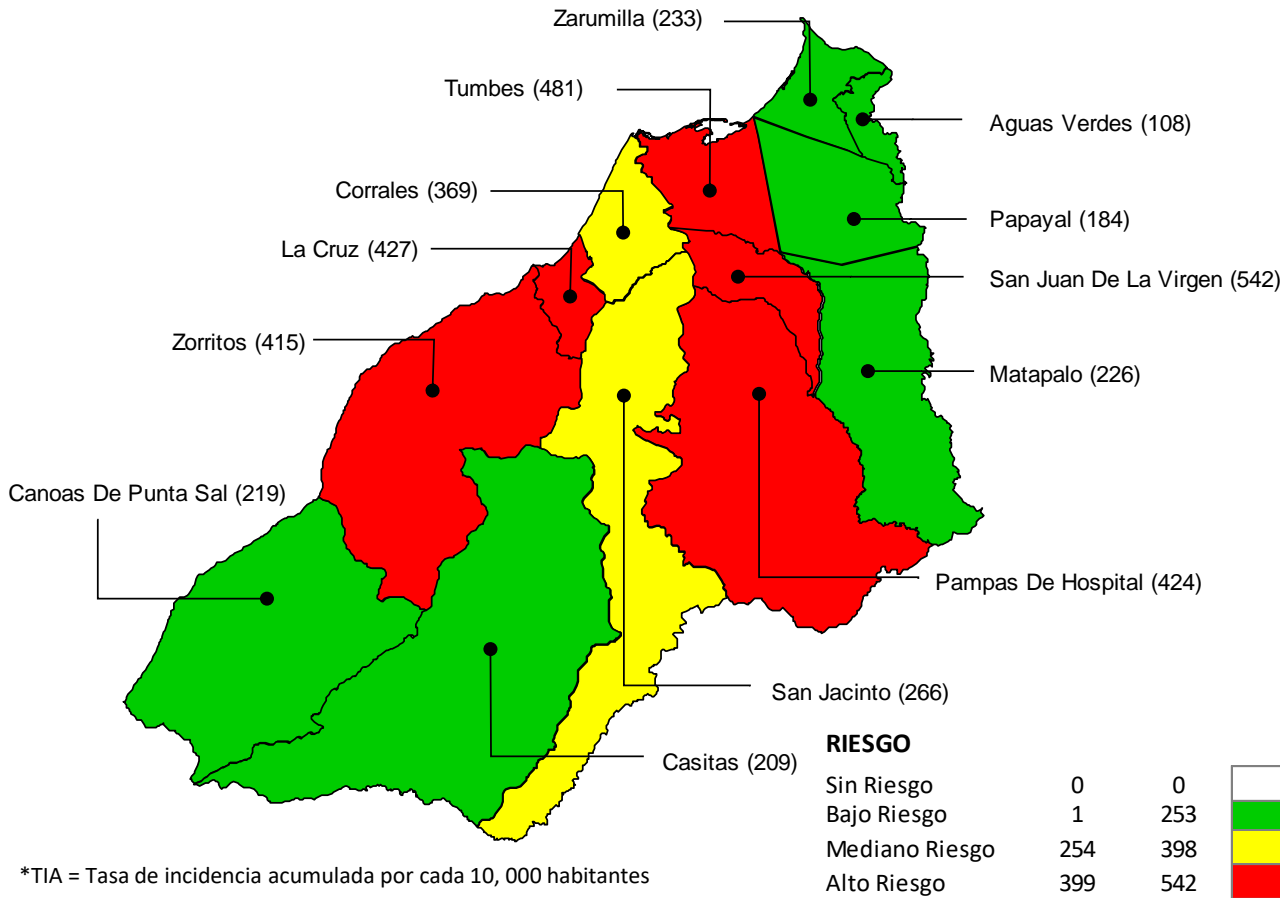 Zarumilla (233)
Tumbes (481)
Aguas Verdes (108)
Corrales (369)
Papayal (184)
La Cruz (427)
San Juan De La Virgen (542)
Zorritos (415)
Matapalo (226)
Canoas De Punta Sal (219)
Pampas De Hospital (424)
San Jacinto (266)
Casitas (209)
RIESGO
Sin Riesgo 0 0
Bajo Riesgo 1 253
Mediano Riesgo 254 398
Alto Riesgo 399 542
*TIA = Tasa de incidencia acumulada por cada 10, 000 habitantes